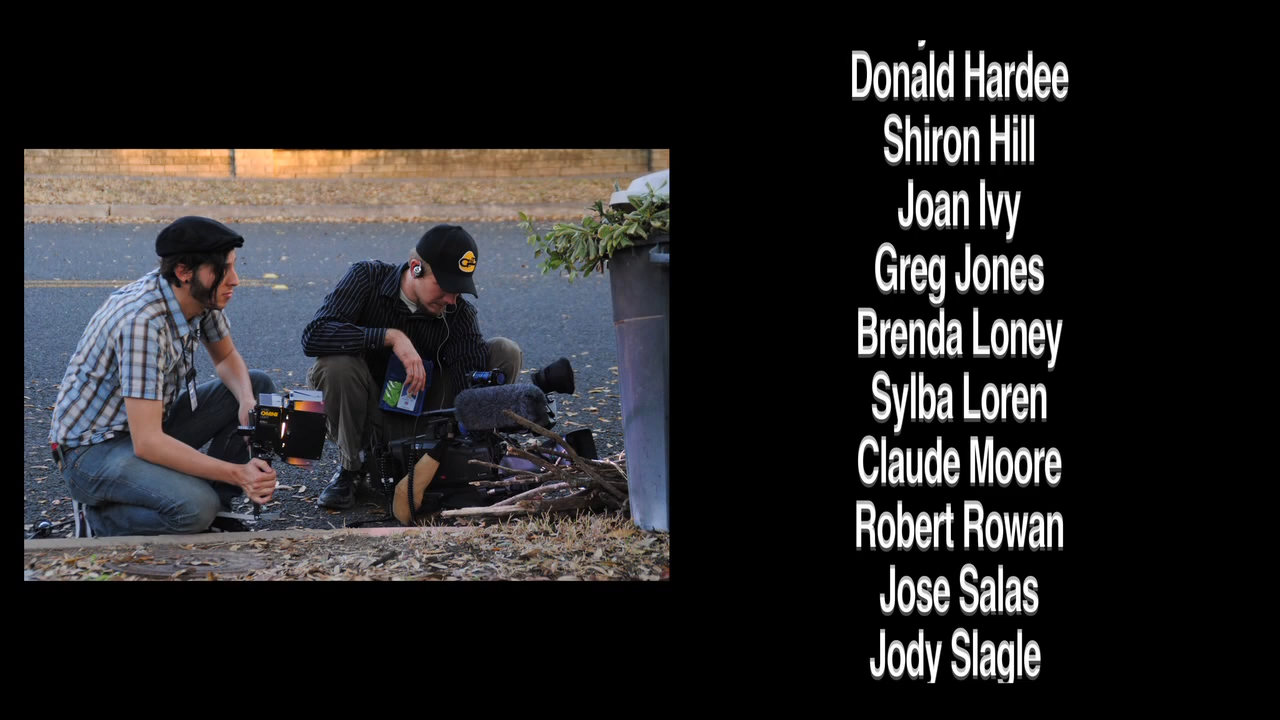 OMNI
Donald Hardee
Shiron Hill
Joan Ivy
Greg Jones
Brenda Loney
Sylba Loren
Claude Moore
Robert Rowan
Jose Salas
Jody Slagle